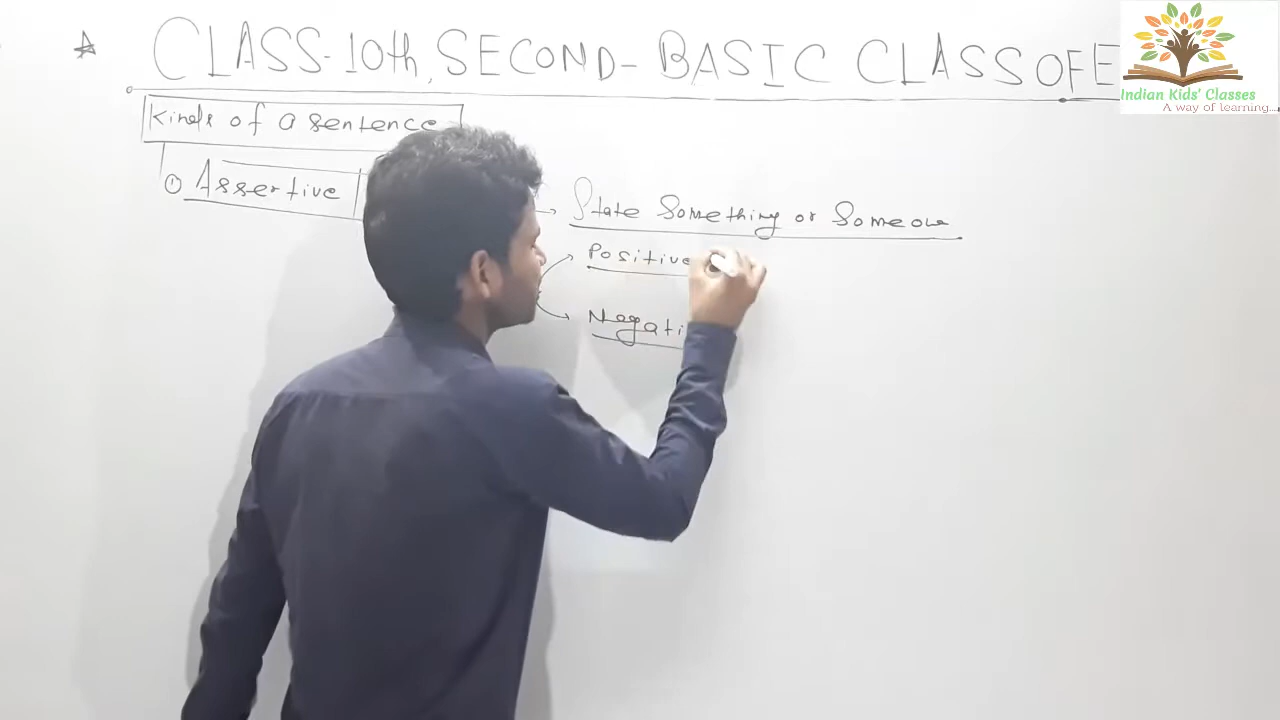 CLASS-10th, SECOND- BASIC CLASS OF E
Indian Kids' Classes
A way of learning...
Kinds of a sentence
① Assertive
State Something or Someone
Positive
Negati